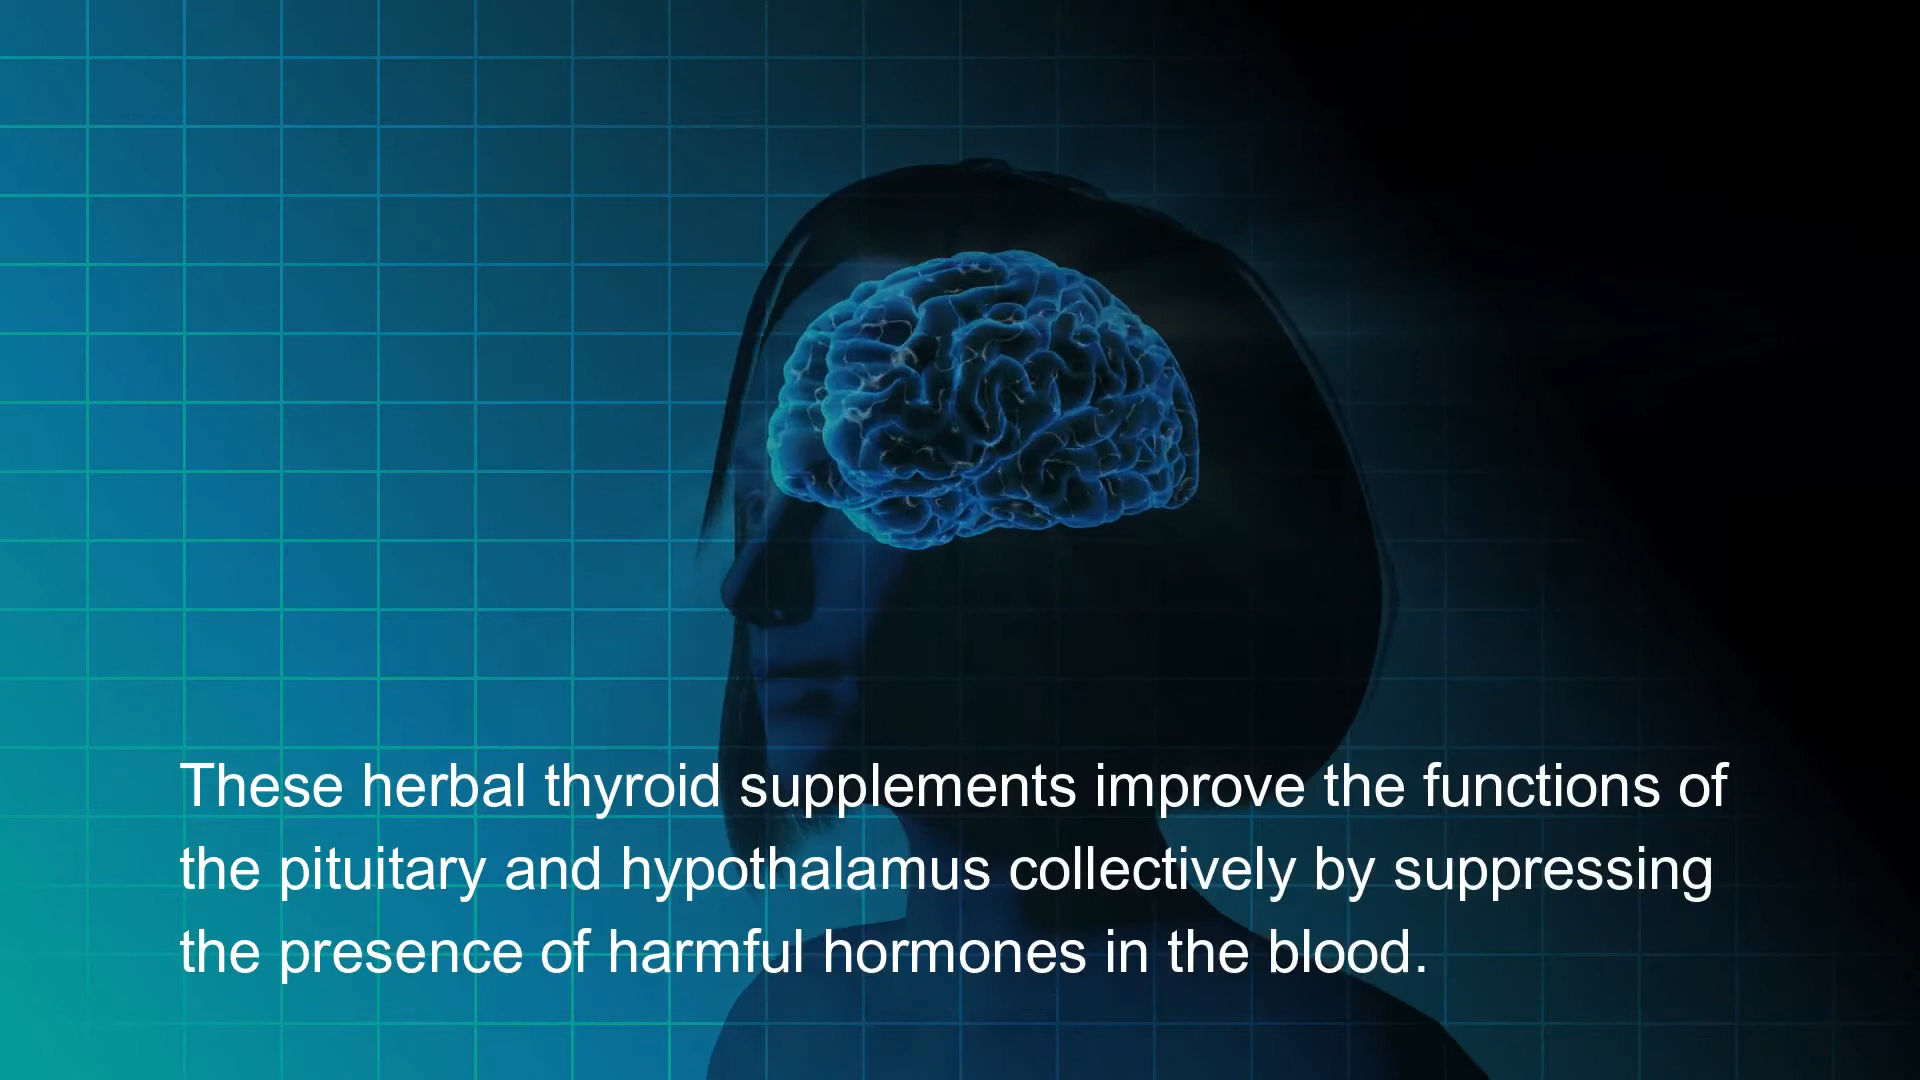 These herbal thyroid supplements improve the functions of
the pituitary and hypothalamus collectively by suppressing
the presence of harmful hormones in the blood.